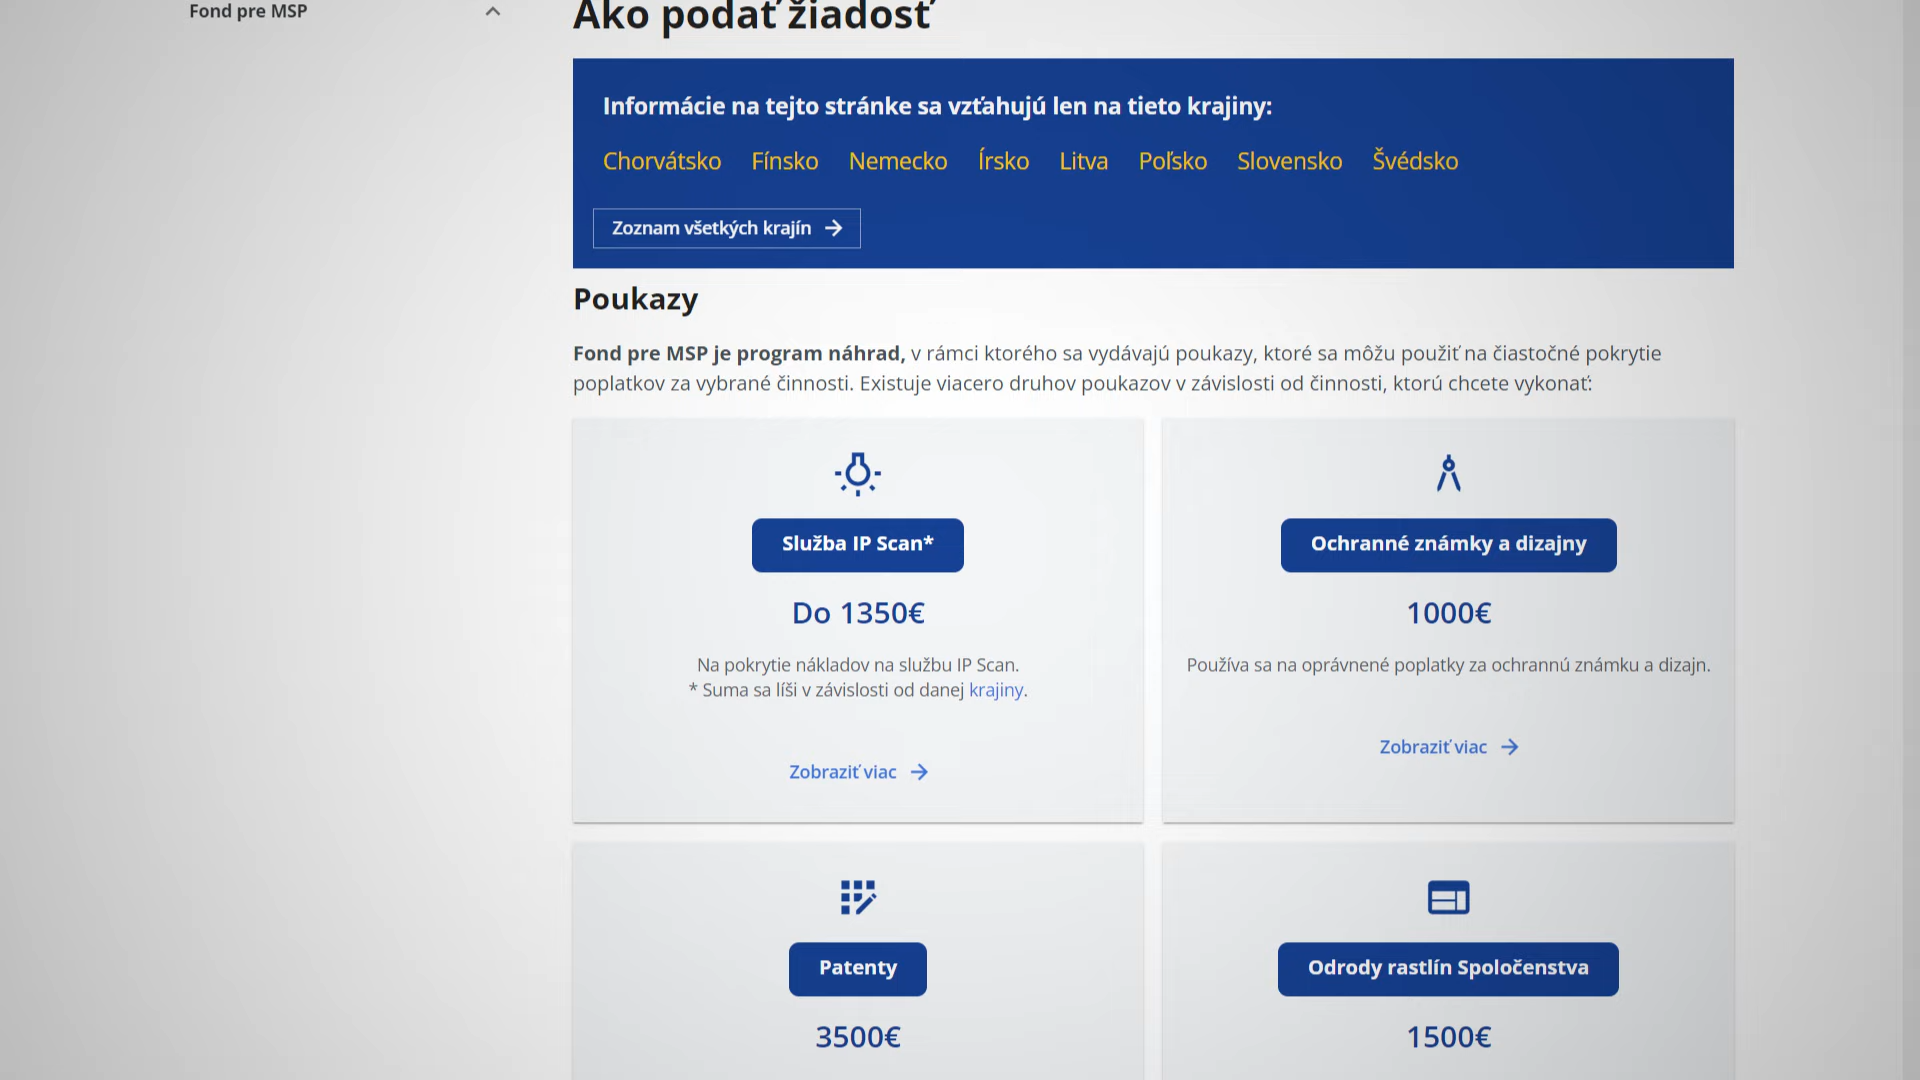 Fond pre MSP
Ako podať žiadosť
Informácie na tejto stránke sa vzťahujú len na tieto krajiny:
Chorvátsko Fínsko Nemecko Írsko Litva Poľsko Slovensko Švédsko
Zoznam všetkých krajín
Poukazy
Fond pre MSP je program náhrad, v rámci ktorého sa vydávajú poukazy, ktoré sa môžu použiť na čiastočné pokrytie
poplatkov za vybrané činnosti. Existuje viacero druhov poukazov v závislosti od činnosti, ktorú chcete vykonať:
Služba IP Scan*
Do 1350€
Na pokrytie nákladov na službu IP Scan.
* Suma sa líši v závislosti od danej krajiny.
Zobraziť viac
Ochranné známky a dizajny
1000€
Používa sa na oprávnené poplatky za ochrannú známku a dizajn.
Zobraziť viac
Patenty
3500€
Odrody rastlín Spoločenstva
1500€